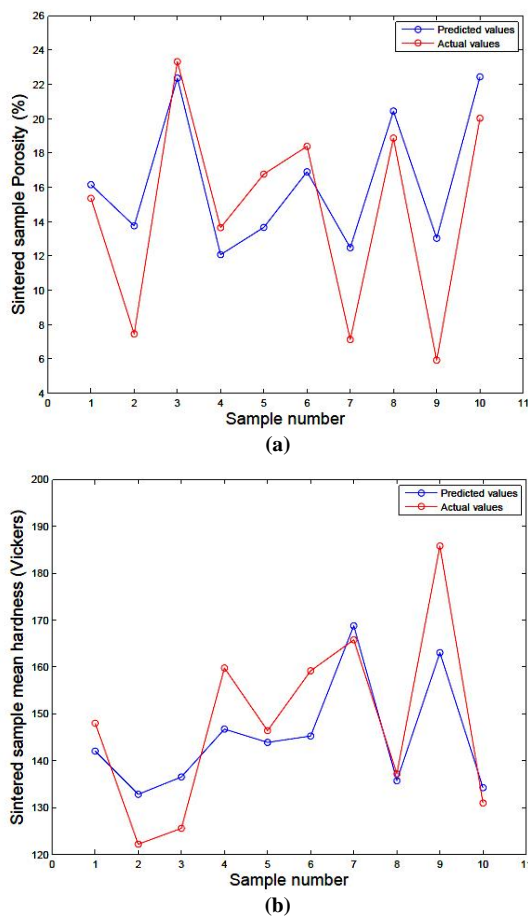 26
24
22
20
18
16
14
12
10
8
6
4
Sintered sample Porosity (%)
Predicted values
Actual values
0 1 2 3 4 5 6 7 8 9 10 11
Sample number
(a)
200
190
180
170
160
150
140
130
120
Sintered sample mean hardness (Vickers)
Predicted values
Actual values
0 1 2 3 4 5 6 7 8 9 10 11
Sample number
(b)